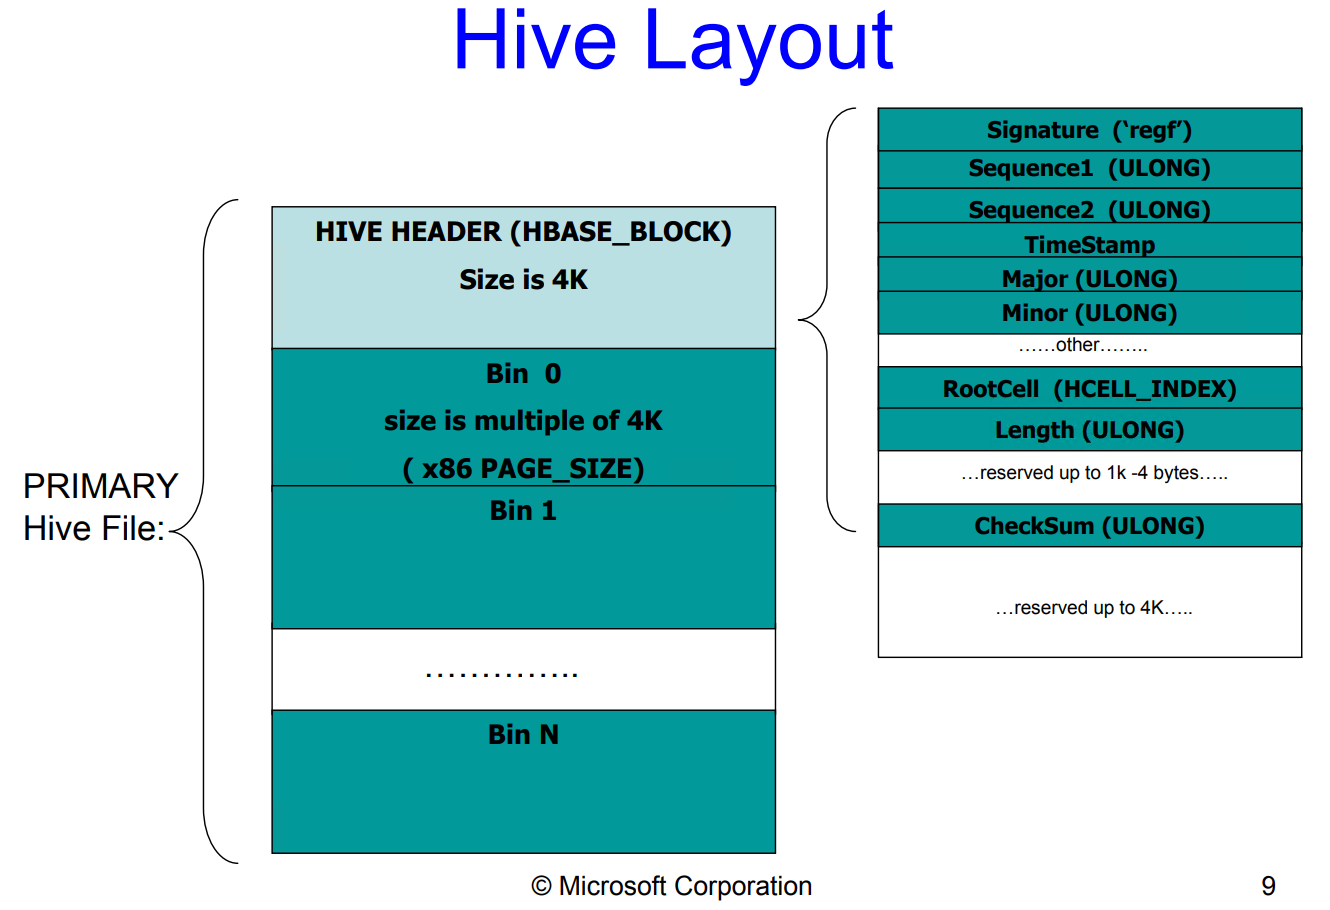 Hive Layout
PRIMARY
Hive File:
HIVE HEADER (HBASE_BLOCK)
Size is 4K
Bin  0
size is multiple of 4K
( x86 PAGE_SIZE)
Bin 1
…………..
Bin N
Signature  (‘regf’)
Sequence1  (ULONG)
Sequence2  (ULONG)
TimeStamp
Major (ULONG)
Minor (ULONG)
……other……..
RootCell  (HCELL_INDEX)
Length (ULONG)
…reserved up to 1k -4 bytes…..
CheckSum (ULONG)
…reserved up to 4K…..
© Microsoft Corporation
9